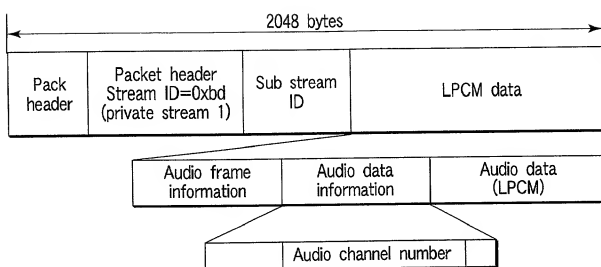 2048 bytes
Pack
header
Packet header
Stream ID=0xbd
(private stream 1)
Sub stream
ID
LPCM data
Audio frame
information
Audio data
information
Audio data
(LPCM)
Audio channel number